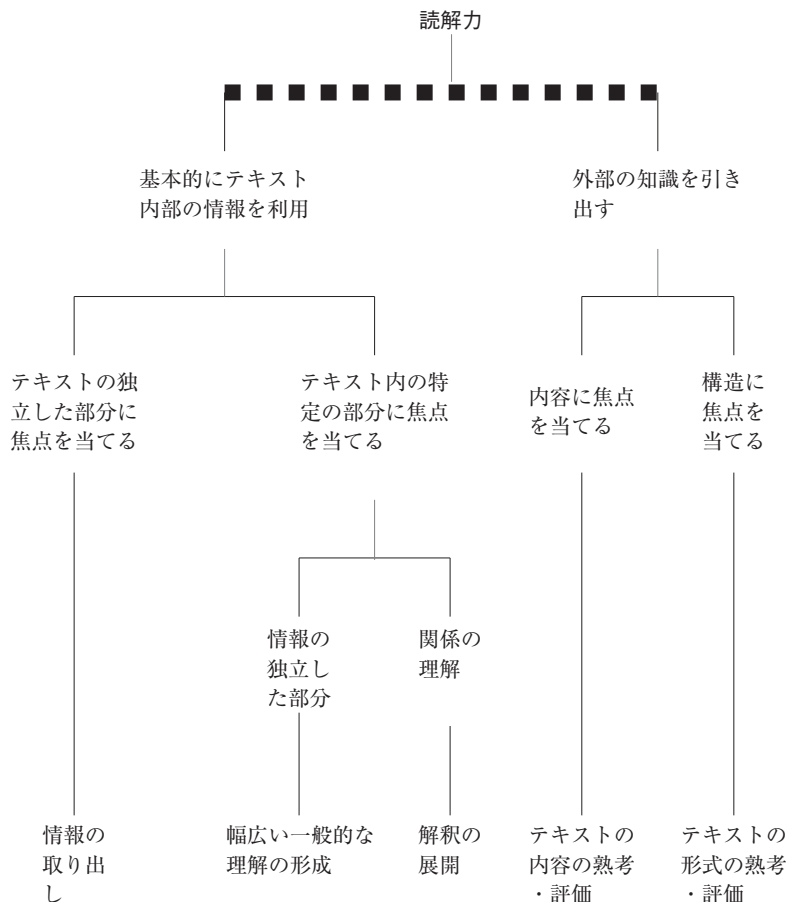 読解力
基本的にテキスト
内部の情報を利用
外部の知識を引き
出す
テキストの独
立した部分に
焦点を当てる
テキスト内の特
定の部分に焦点
を当てる
内容に焦点
を当てる
構造に
焦点を
当てる
情報の
独立し
た部分
関係の
理解
情報の
取り出
し
幅広い一般的な
理解の形成
解釈の
展開
テキストの
内容の熟考
・評価
テキストの
形式の熟考
・評価